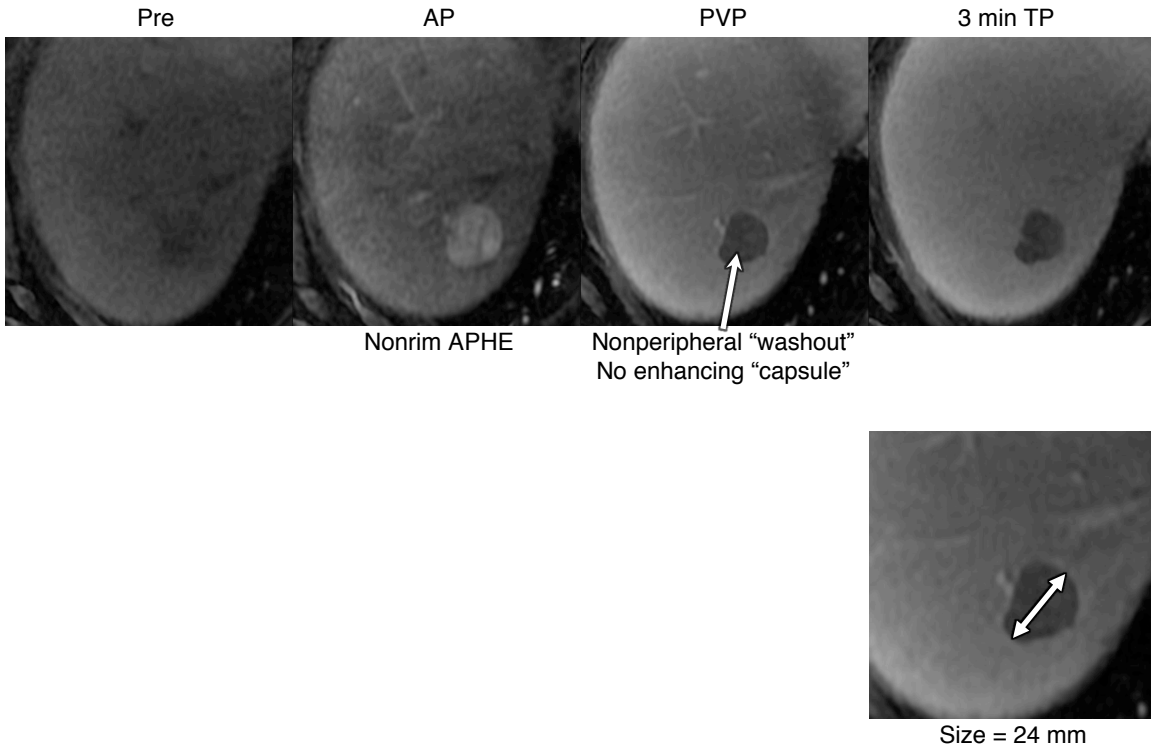 Pre
AP
PVP
3 min TP
Nonrim APHE
Nonperipheral “washout”
No enhancing “capsule”
Size = 24 mm